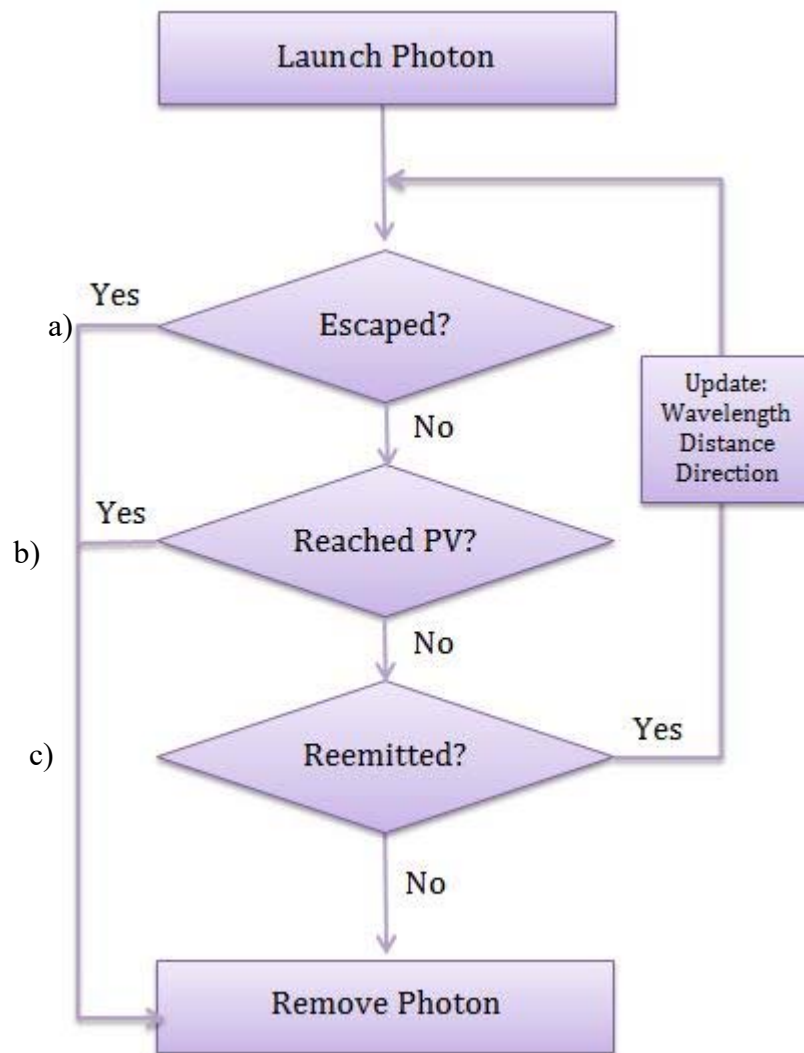 Launch Photon
Yes
a)
Escaped?
Update:
Wavelength
Distance
Direction
No
Yes
b)
Reached PV?
No
c)
Reemitted?
Yes
No
Remove Photon